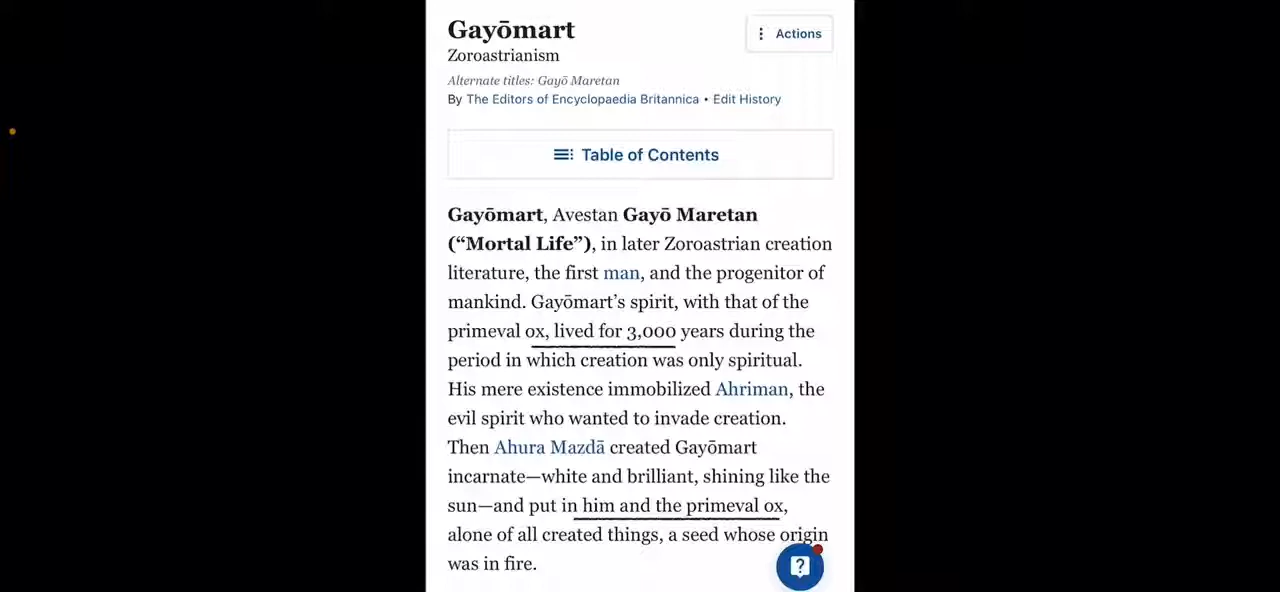 Gayōmart
Actions
Zoroastrianism
Alternate titles: Gayō Maretan
By The Editors of Encyclopaedia Britannica • Edit History
Table of Contents
Gayōmart, Avestan Gayō Maretan
(“Mortal Life”), in later Zoroastrian creation
literature, the first man, and the progenitor of
mankind. Gayōmart’s spirit, with that of the
primeval ox, lived for 3,000 years during the
period in which creation was only spiritual.
His mere existence immobilized Ahriman, the
evil spirit who wanted to invade creation.
Then Ahura Mazdā created Gayōmart
incarnate—white and brilliant, shining like the
sun—and put in him and the primeval ox,
alone of all created things, a seed whose origin
was in fire.